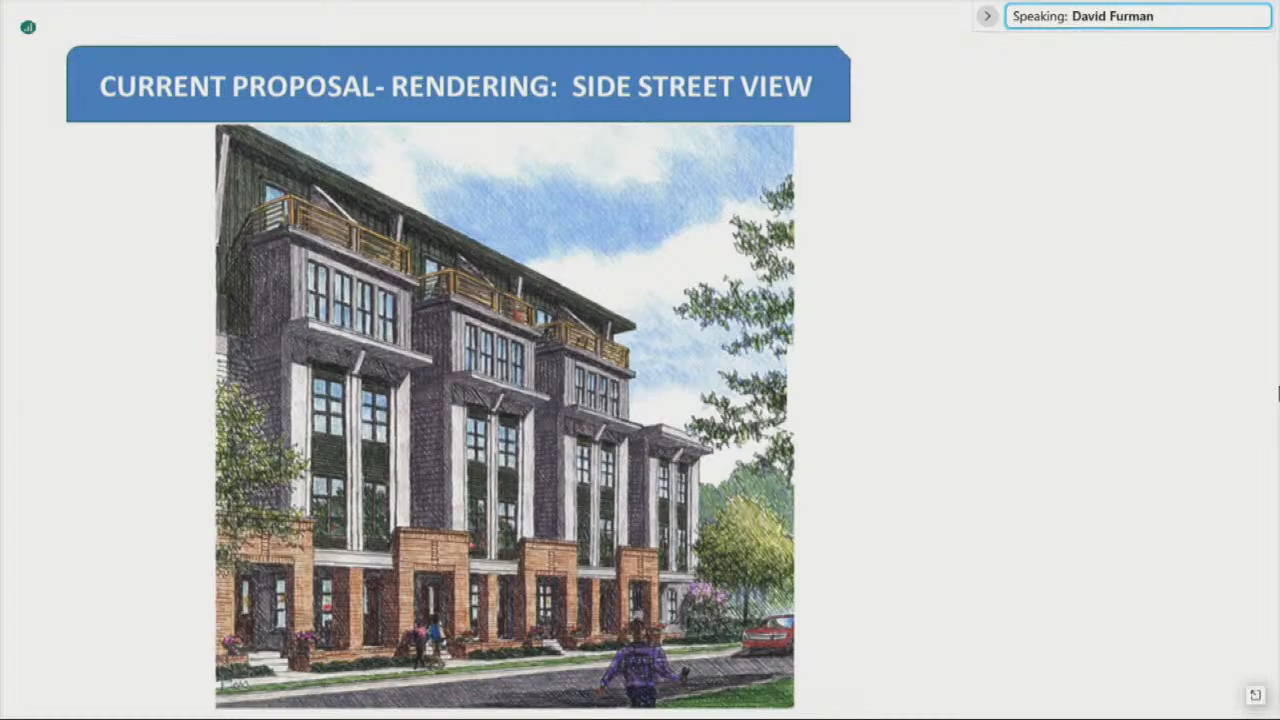 Speaking: David Furman
CURRENT PROPOSAL- RENDERING:  SIDE STREET VIEW